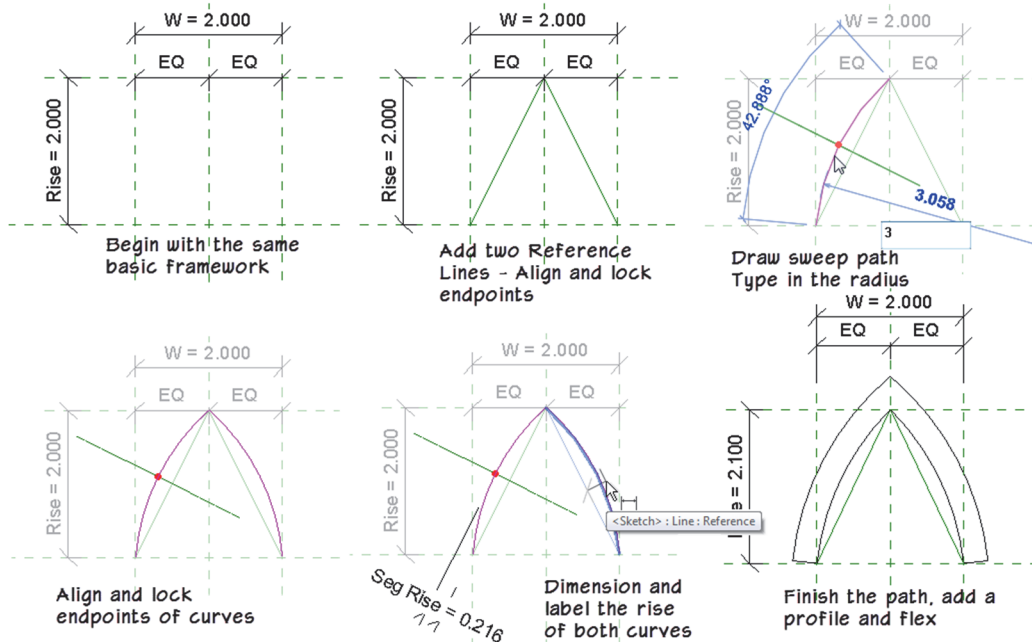 W = 2.000
EQ EQ
Rise = 2.000
Begin with the same
basic framework
W = 2.000
EQ EQ
Rise = 2.000
Add two Reference
Lines - Align and lock
endpoints
W = 2.000
EQ EQ
Rise = 2.000
42.888°
3.058
3
Draw sweep path
Type in the radius
W = 2.000
EQ EQ
Rise = 2.000
Align and lock
endpoints of curves
W = 2.000
EQ EQ
Rise = 2.000
<Sketch> : Line : Reference
Seg Rise = 0.216
Dimension and
label the rise
of both curves
W = 2.000
EQ EQ
Rise = 2.100
Finish the path, add a
profile and flex